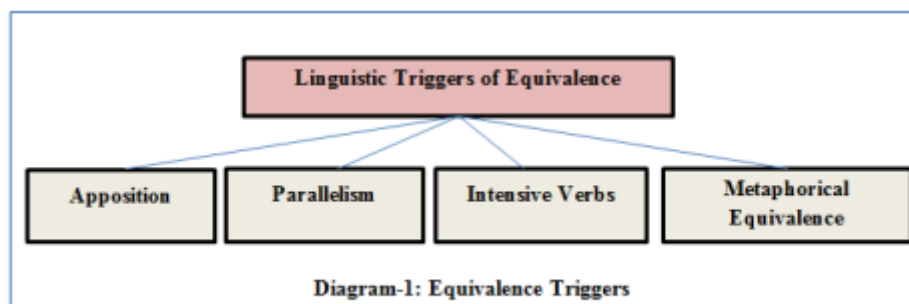 Linguistic Triggers of Equivalence
Apposition
Parallelism
Intensive Verbs
Metaphorical
Equivalence
Diagram-1: Equivalence Triggers